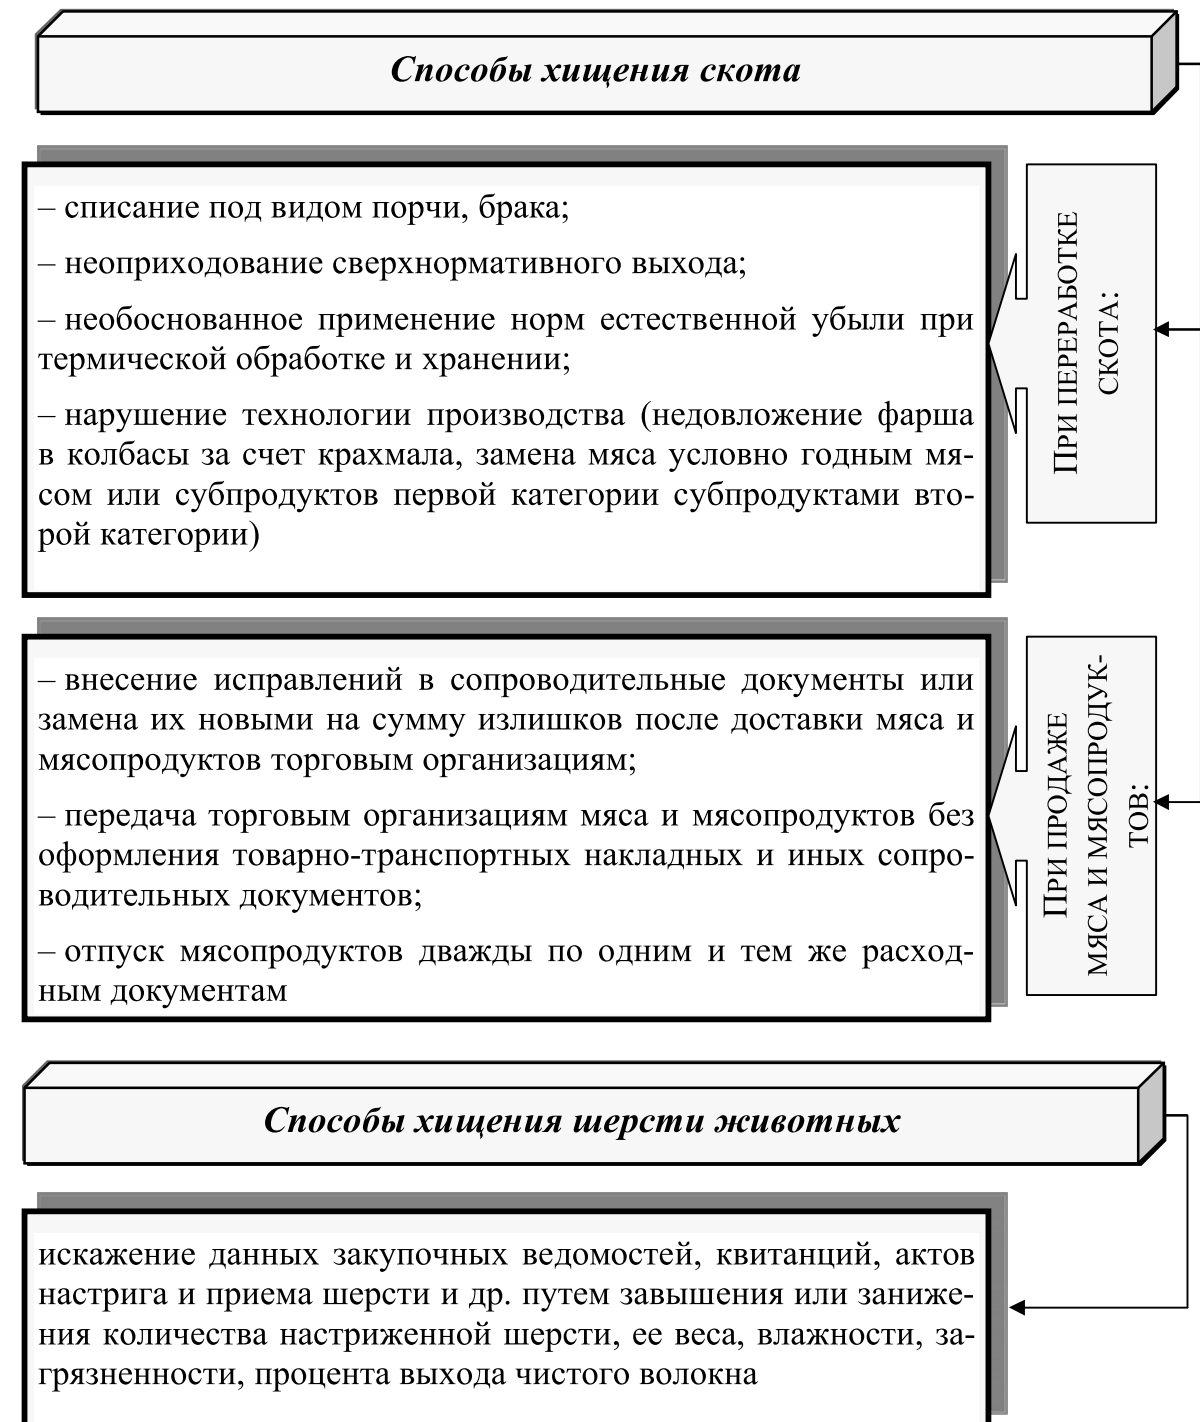 Способы хищения скота
– списание под видом порчи, брака;
– неоприходование сверхнормативного выхода;
– необоснованное применение норм естественной убыли при
термической обработке и хранении;
– нарушение технологии производства (недовложение фарша
в колбасы за счет крахмала, замена мяса условно годным мя-
сом или субпродуктов первой категории субпродуктами вто-
рой категории)
ПРИ ПЕРЕРАБОТКЕ
СКОТА:
– внесение исправлений в сопроводительные документы или
замена их новыми на сумму излишков после доставки мяса и
мясопродуктов торговым организациям;
– передача торговым организациям мяса и мясопродуктов без
оформления товарно-транспортных накладных и иных сопро-
водительных документов;
– отпуск мясопродуктов дважды по одним и тем же расход-
ным документам
ПРИ ПРОДАЖЕ
МЯСА И МЯСОПРОДУК-
ТОВ:
Способы хищения шерсти животных
искажение данных закупочных ведомостей, квитанций, актов
настрига и приема шерсти и др. путем завышения или заниже-
ния количества настриженной шерсти, ее веса, влажности, за-
грязненности, процента выхода чистого волокна